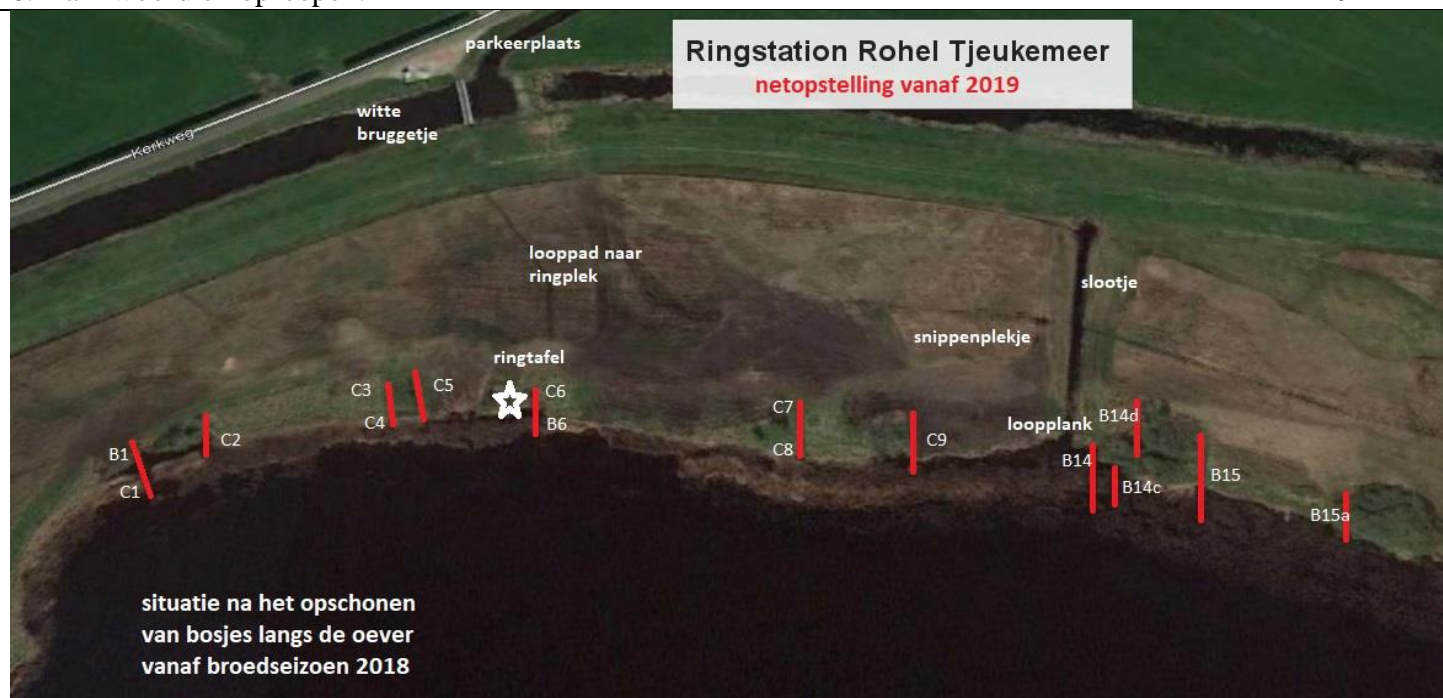 parkeerplaats
Ringstation Rohel Tjeukemeer
netopstelling vanaf 2019
witte
bruggetje
Kerkweg
looppad naar
ringplek
slootje
snippenplekje
ringtafel
C3
C5
C6
C4
B6
C7
C8
C9
C2
B1
C1
loopplank
B14d
B14
B14c
B15
B15a
situatie na het opschonen
van bosjes langs de oever
vanaf broedseizoen 2018